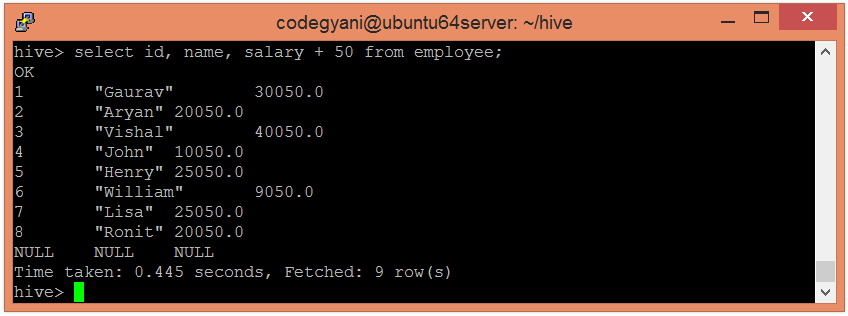 codegyani@ubuntu64server: ~/hive
hive> select id, name, salary + 50 from employee;
OK
1       "Gaurav"        30050.0
2       "Aryan" 20050.0
3       "Vishal"        40050.0
4       "John"  10050.0
5       "Henry" 25050.0
6       "William"       9050.0
7       "Lisa"  25050.0
8       "Ronit" 20050.0
NULL    NULL    NULL
Time taken: 0.445 seconds, Fetched: 9 row(s)
hive>